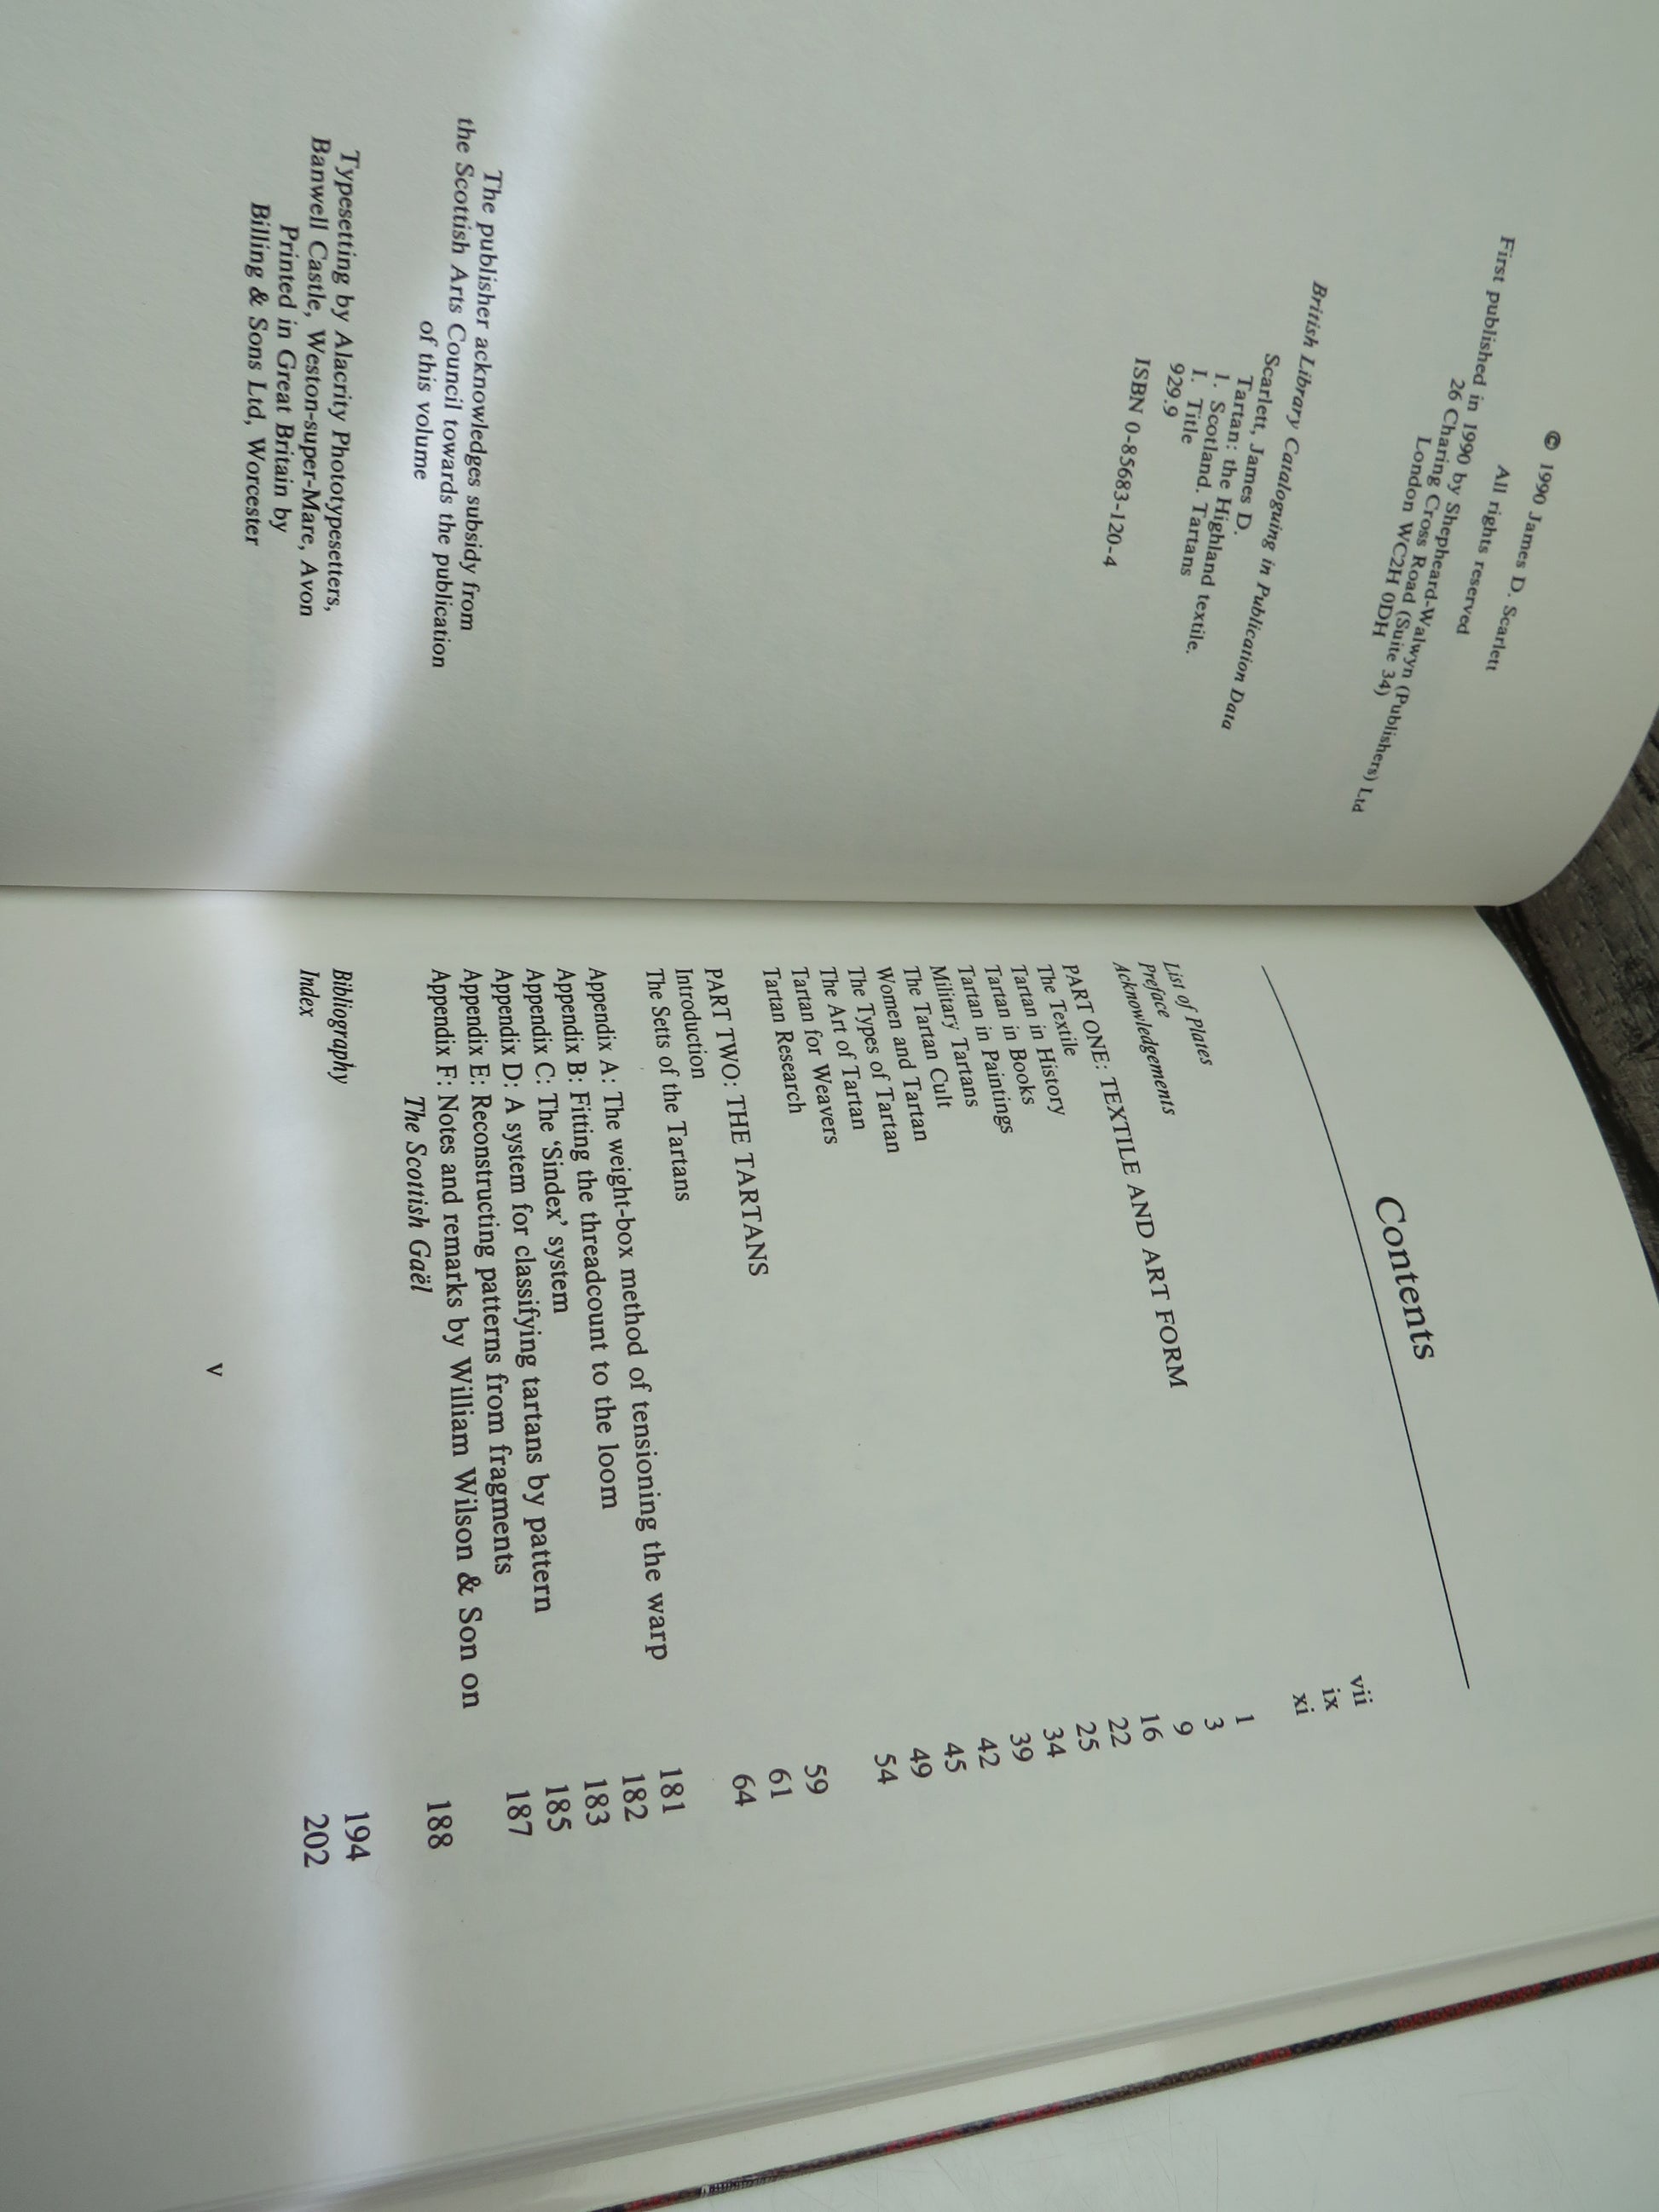 © 1990 James D. Scarlett
All rights reserved
First published in 1990 by Shepheard-Walwyn (Publishers) Ltd
26 Charing Cross Road (Suite 34)
London WC2H 0DH
British Library Cataloguing in Publication Data
Scarlett, James D.
Tartan: the Highland textile.
1. Scotland. Tartans
I. Title
929.9
ISBN 0-85683-120-4
The publisher acknowledges subsidy from
the Scottish Arts Council towards the publication
of this volume
Typesetting by Alacrity Phototypesetters,
Banwell Castle, Weston-super-Mare, Avon
Printed in Great Britain by
Billing & Sons Ltd, Worcester
Contents
List of Plates vii
Preface ix
Acknowledgements xi
PART ONE: TEXTILE AND ART FORM 1
The Textile 3
Tartan in History 9
Tartan in Books 16
Tartan in Paintings 22
Military Tartans 25
The Tartan Cult 34
Women and Tartan 39
The Types of Tartan 42
The Art of Tartan 45
Tartan for Weavers 49
Tartan Research 54
PART TWO: THE TARTANS 59
Introduction 61
The Setts of the Tartans 64
Appendix A: The weight-box method of tensioning the warp 181
Appendix B: Fitting the threadcount to the loom 182
Appendix C: The ‘Sindex’ system 183
Appendix D: A system for classifying tartans by pattern 185
Appendix E: Reconstructing patterns from fragments 187
Appendix F: Notes and remarks by William Wilson & Son on
The Scottish Gaël 188
Bibliography 194
Index 202
v